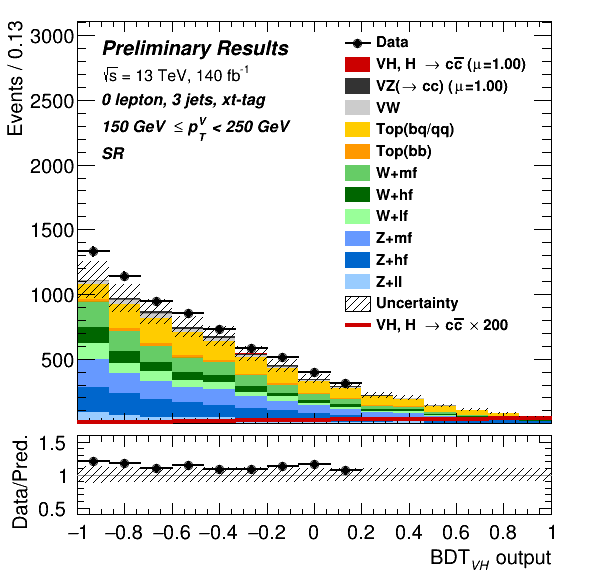 Events / 0.13
3000
2500
2000
1500
1000
500
Preliminary Results
√s = 13 TeV, 140 fb⁻¹
0 lepton, 3 jets, xt-tag
150 GeV ≤ p_T^V < 250 GeV
SR
Data
VH, H → cc̅ (μ=1.00)
VZ(→ cc) (μ=1.00)
VW
Top(bq/qq)
Top(bb)
W+mf
W+hf
W+lf
Z+mf
Z+hf
Z+ll
Uncertainty
VH, H → cc̅ × 200
Data/Pred.
1.5
1
0.5
−1 −0.8 −0.6 −0.4 −0.2 0 0.2 0.4 0.6 0.8 1
BDT_VH output